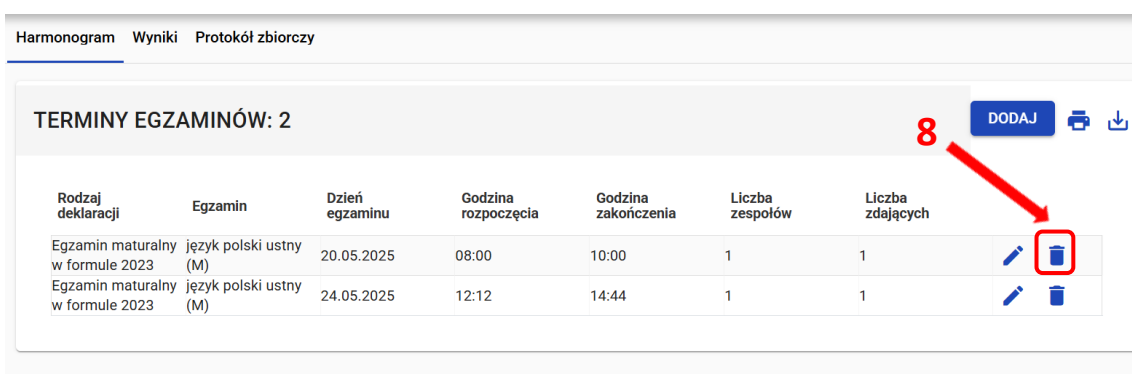 Harmonogram Wyniki Protokół zbiorczy
TERMINY EGZAMINÓW: 2
DODAJ
8
Rodzaj deklaracji Egzamin Dzień egzaminu Godzina rozpoczęcia Godzina zakończenia Liczba zespołów Liczba zdających
Egzamin maturalny w formule 2023 język polski ustny (M) 20.05.2025 08:00 10:00 1 1
Egzamin maturalny w formule 2023 język polski ustny (M) 24.05.2025 12:12 14:44 1 1